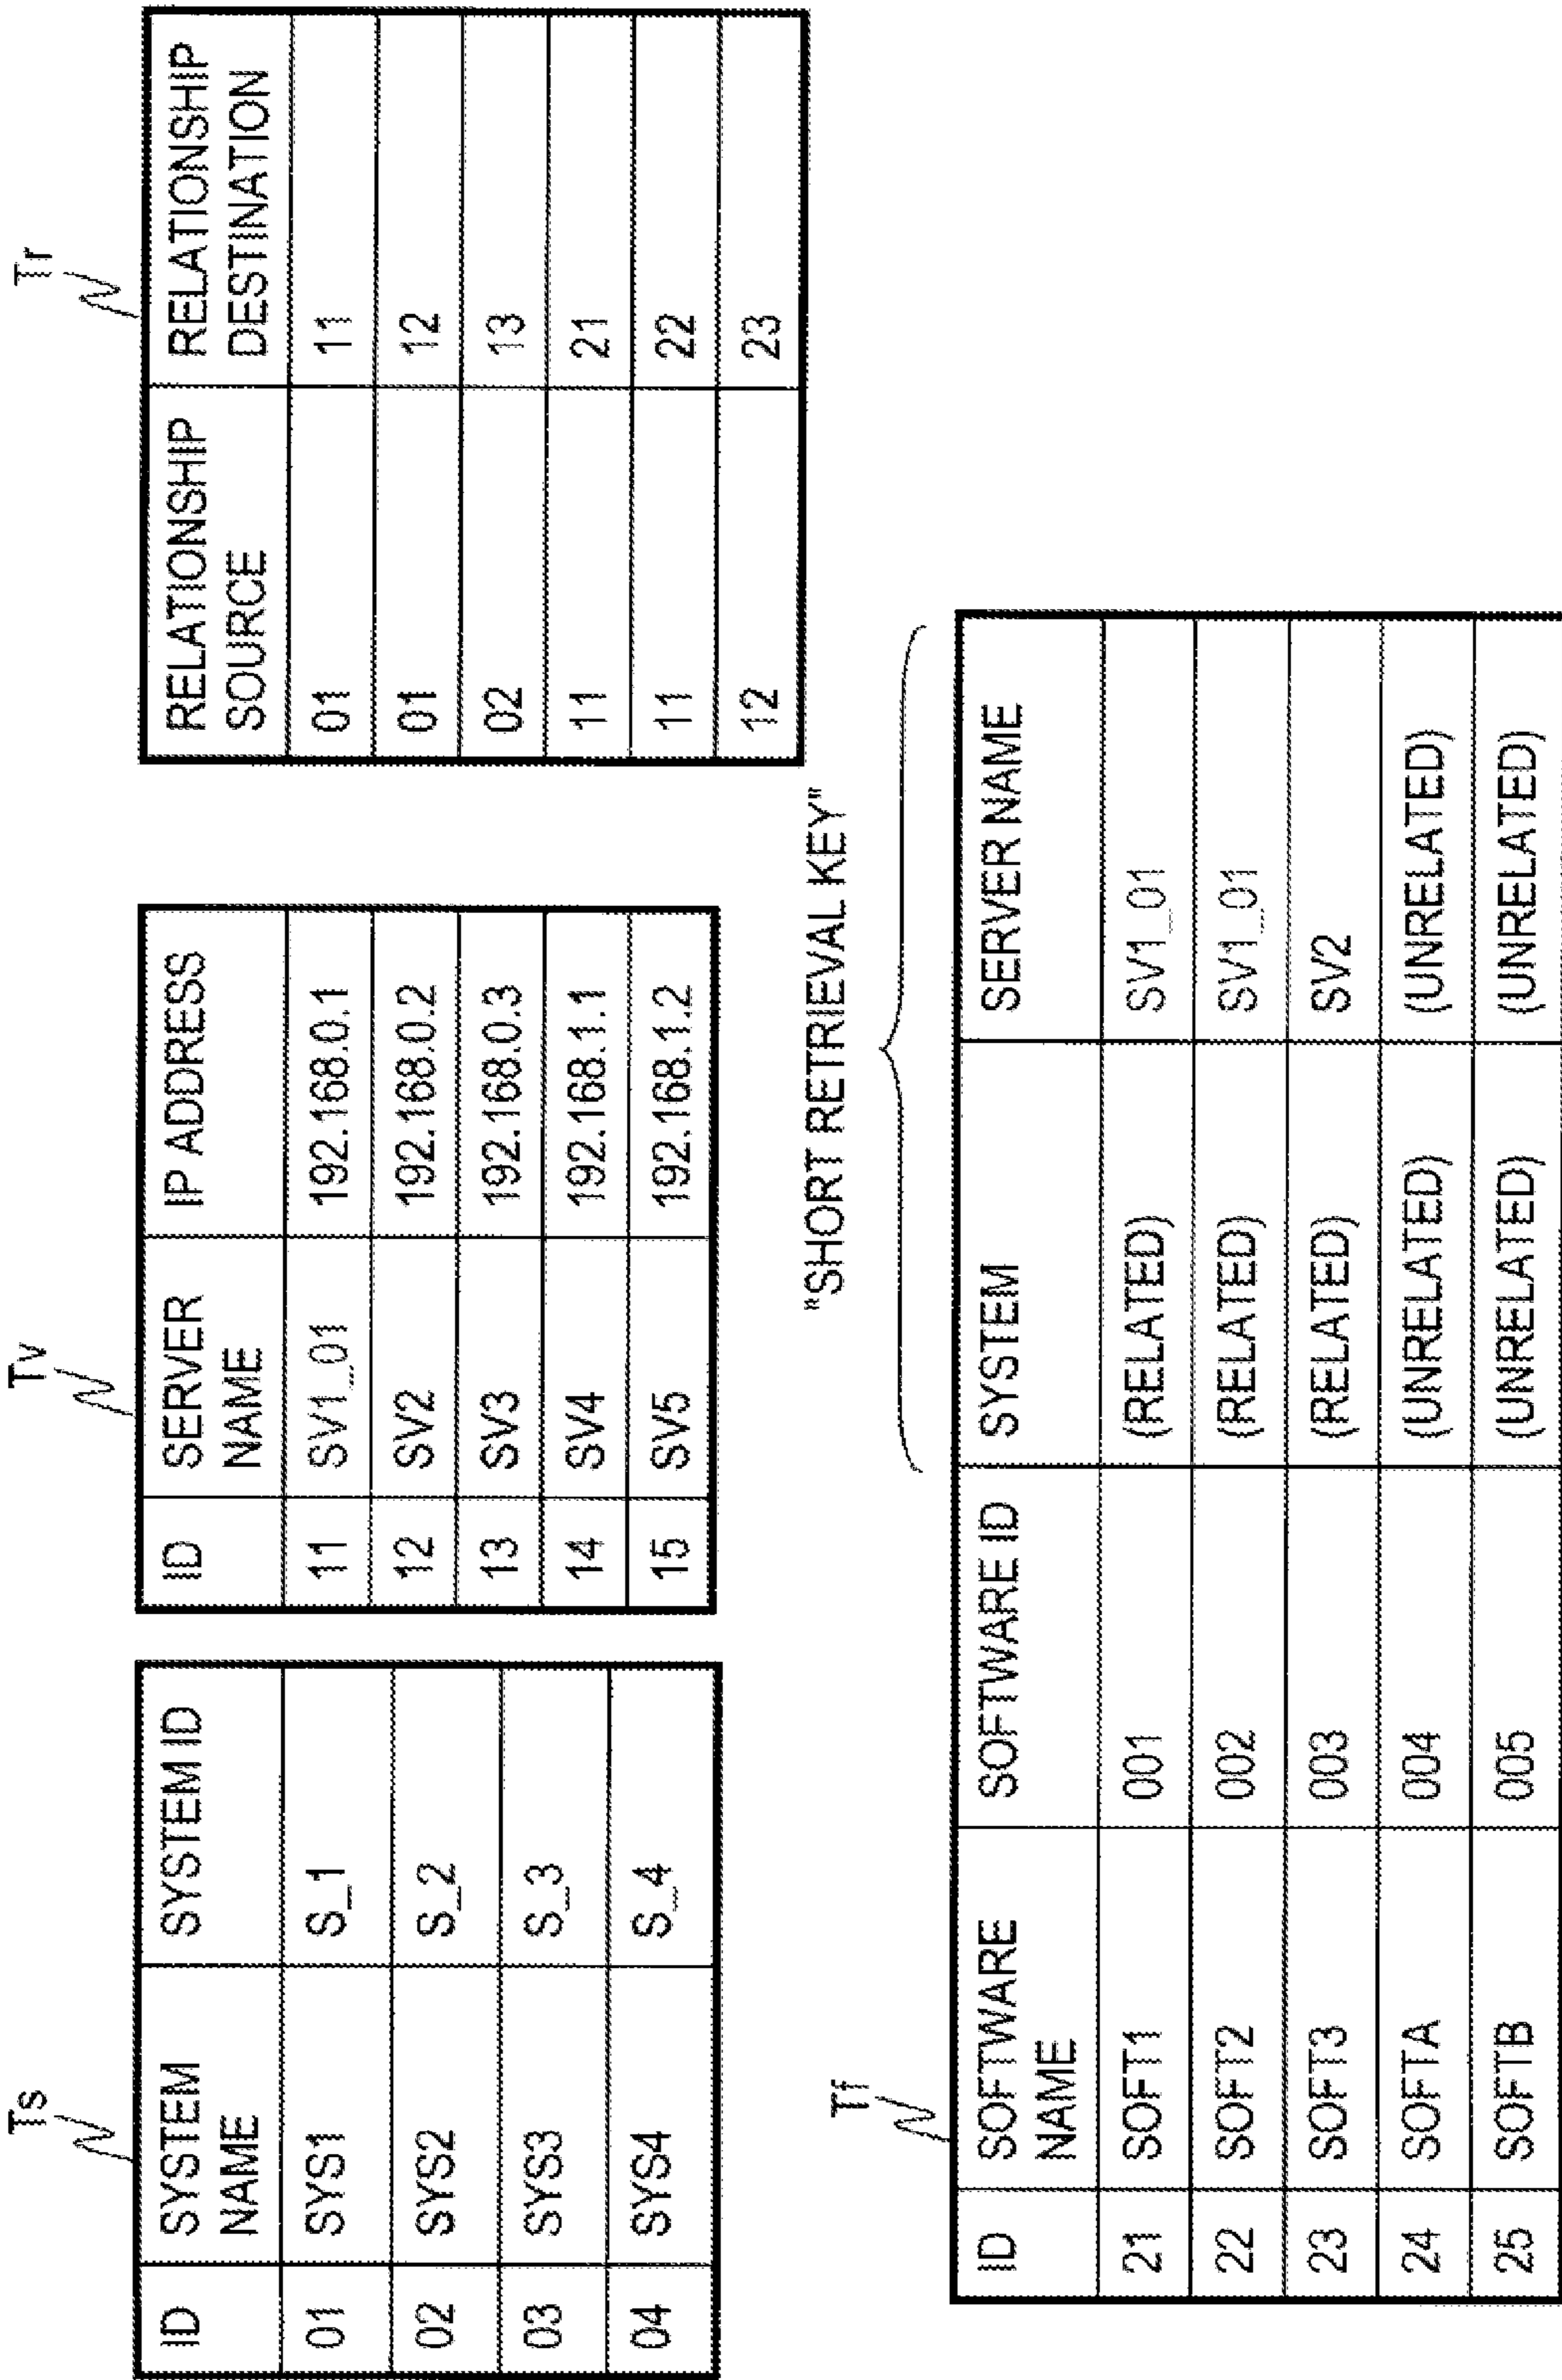 Ts
ID SYSTEM NAME SYSTEM ID
01 SYS1 S_1
02 SYS2 S_2
03 SYS3 S_3
04 SYS4 S_4
Tv
ID SERVER NAME IP ADDRESS
11 SV1_01 192.168.0.1
12 SV2 192.168.0.2
13 SV3 192.168.0.3
14 SV4 192.168.1.1
15 SV5 192.168.1.2
Tr
RELATIONSHIP SOURCE RELATIONSHIP DESTINATION
01 11
01 12
02 13
11 21
11 22
12 23
"SHORT RETRIEVAL KEY"
Tf
ID SOFTWARE NAME SOFTWARE ID SYSTEM SERVER NAME
21 SOFT1 001 (RELATED) SV1_01
22 SOFT2 002 (RELATED) SV1_01
23 SOFT3 003 (RELATED) SV2
24 SOFTA 004 (UNRELATED) (UNRELATED)
25 SOFTB 005 (UNRELATED) (UNRELATED)